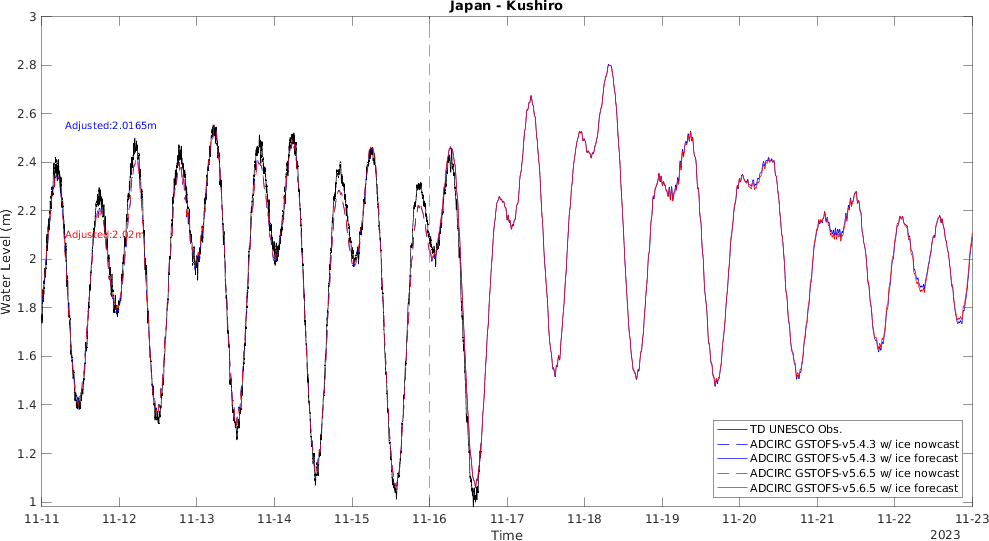 Japan - Kushiro
3
2.8
2.6
2.4
2.2
2
1.8
1.6
1.4
1.2
1
Water Level (m)
Adjusted:2.0165m
Adjusted:2.02m
TD UNESCO Obs.
ADCIRC GSTOFS-v5.4.3 w/ ice nowcast
ADCIRC GSTOFS-v5.4.3 w/ ice forecast
ADCIRC GSTOFS-v5.6.5 w/ ice nowcast
ADCIRC GSTOFS-v5.6.5 w/ ice forecast
11-11 11-12 11-13 11-14 11-15 11-16 11-17 11-18 11-19 11-20 11-21 11-22 11-23
Time
2023